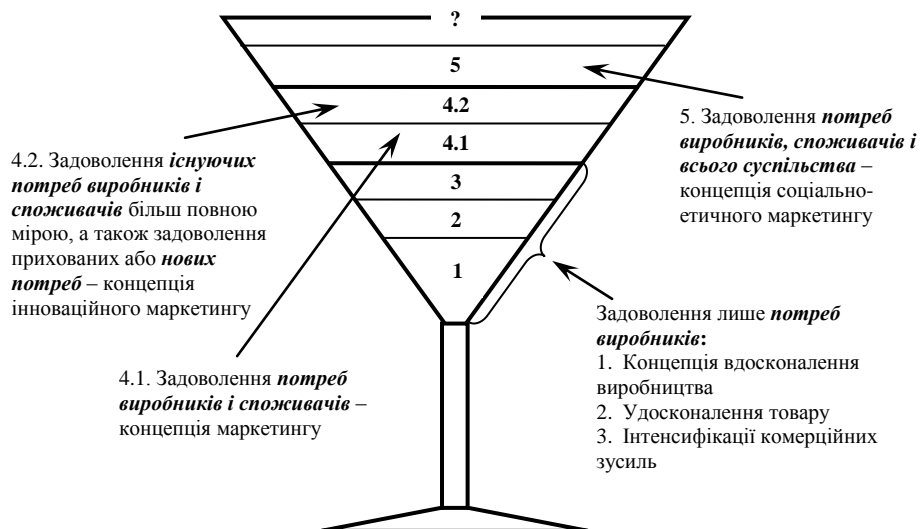 ?
5
4.2
4.1
3
2
1
4.2. Задоволення існуючих
потреб виробників і
споживачів більш повною
мірою, а також задоволення
прихованих або нових
потреб – концепція
інноваційного маркетингу
4.1. Задоволення потреб
виробників і споживачів –
концепція маркетингу
5. Задоволення потреб
виробників, споживачів і
всього суспільства –
концепція соціально-
етичного маркетингу
Задоволення лише потреб
виробників:
1. Концепція вдосконалення
виробництва
2. Удосконалення товару
3. Інтенсифікації комерційних
зусиль